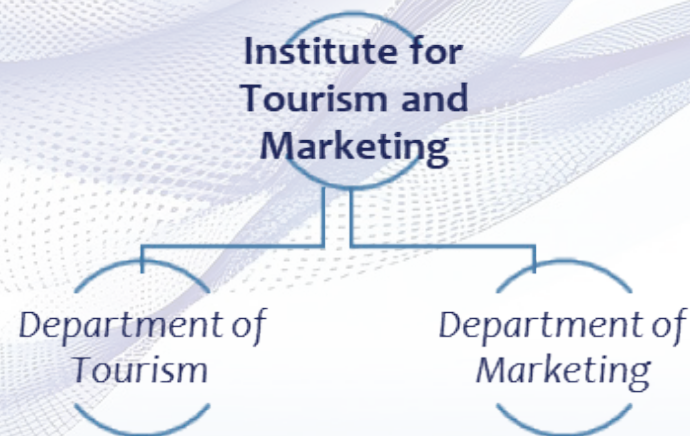 Institute for
Tourism and
Marketing
Department of
Tourism
Department of
Marketing